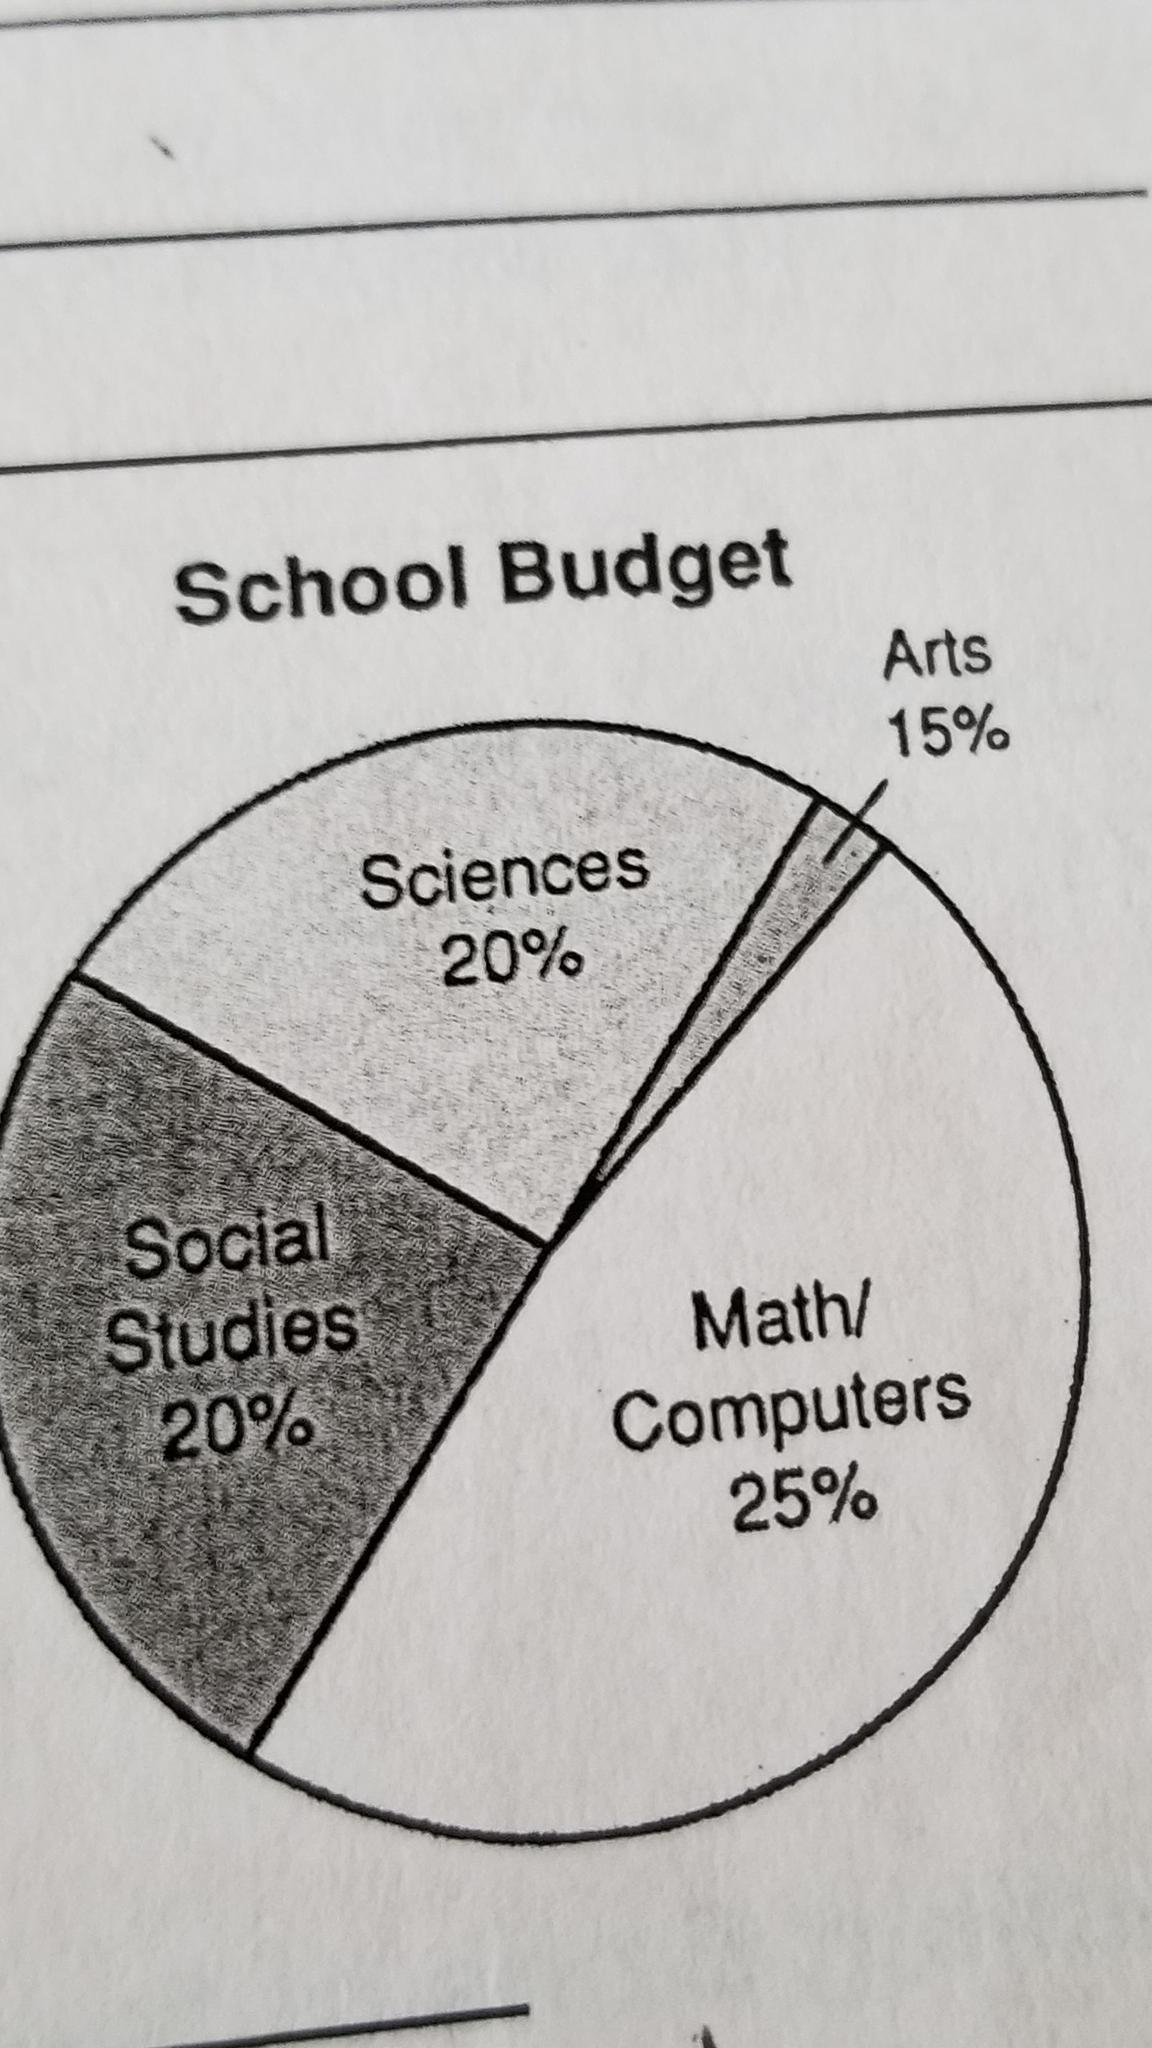 School Budget
Arts
15%
Sciences
20%
Social
Studies
20%
Math/
Computers
25%